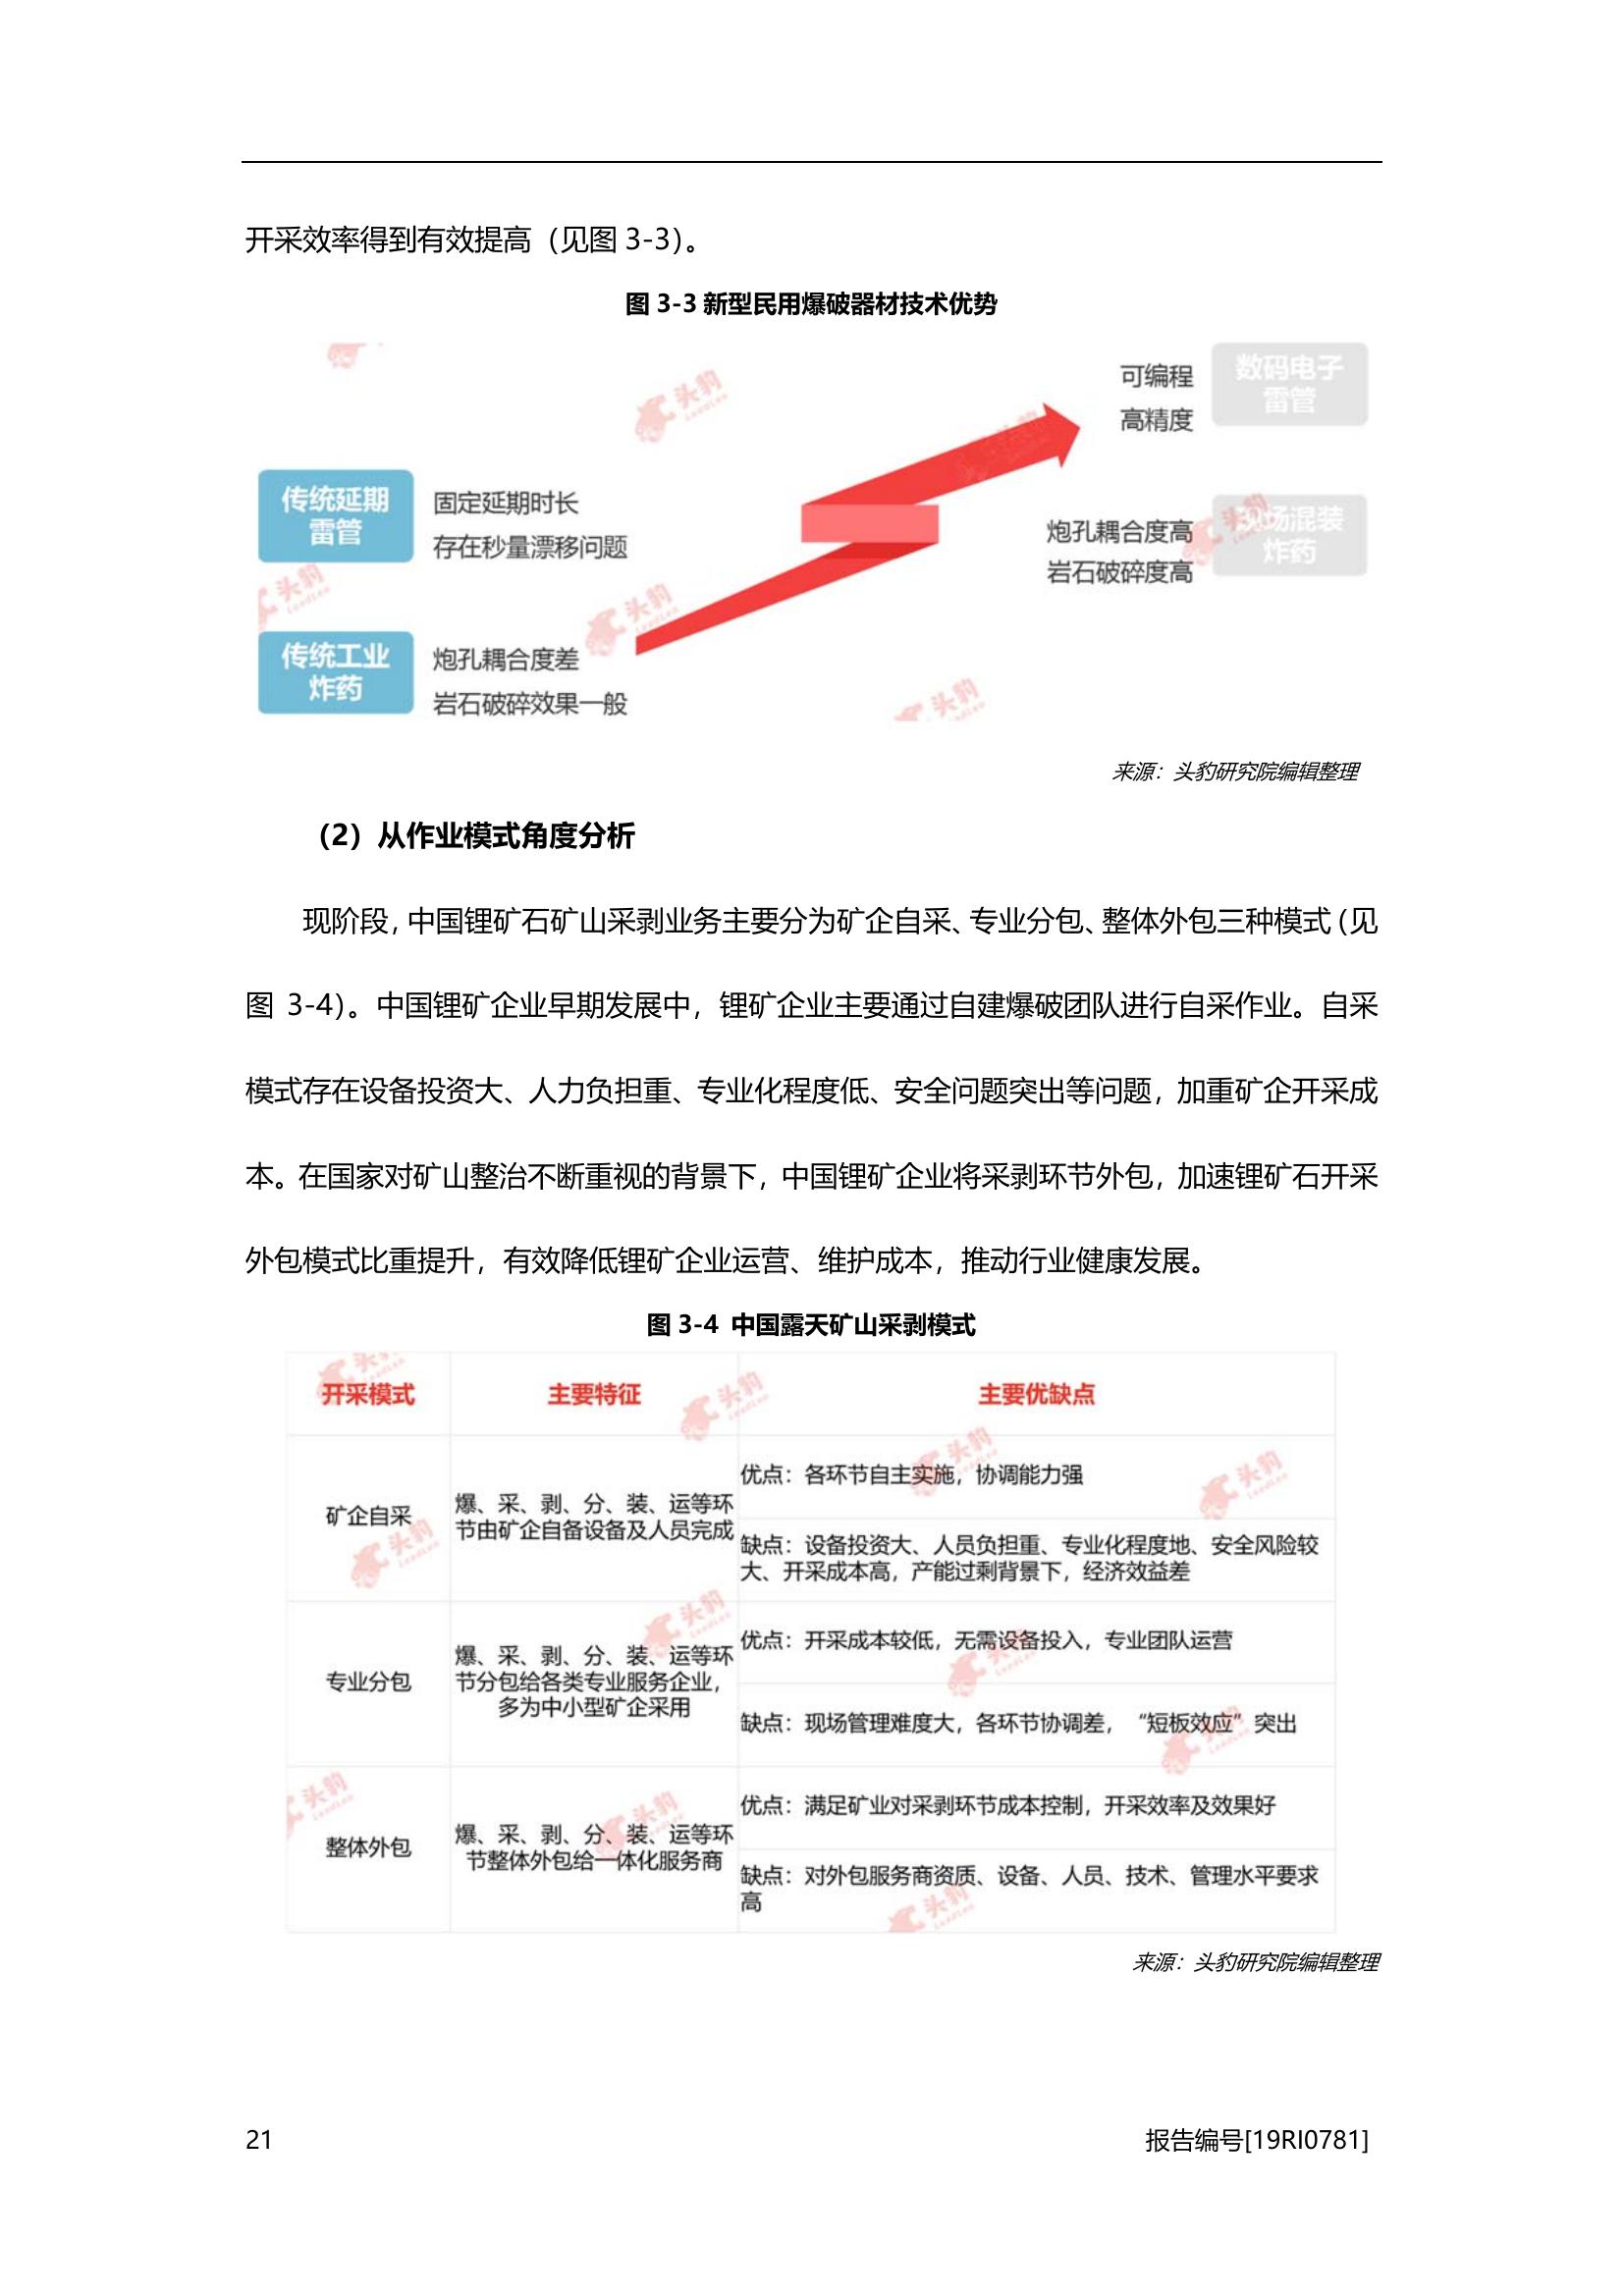 开采效率得到有效提高（见图 3-3）。
图 3-3 新型民用爆破器材技术优势
可编程
高精度
数码电子
雷管
传统延期
雷管
固定延期时长
存在秒量漂移问题
炮孔耦合度高
岩石破碎度高
现场混装
炸药
传统工业
炸药
炮孔耦合度差
岩石破碎效果一般
来源：头豹研究院编辑整理
（2）从作业模式角度分析
现阶段，中国锂矿石矿山采剥业务主要分为矿企自采、专业分包、整体外包三种模式（见
图 3-4）。中国锂矿企业早期发展中，锂矿企业主要通过自建爆破团队进行自采作业。自采
模式存在设备投资大、人力负担重、专业化程度低、安全问题突出等问题，加重矿企开采成
本。在国家对矿山整治不断重视的背景下，中国锂矿企业将采剥环节外包，加速锂矿石开采
外包模式比重提升，有效降低锂矿企业运营、维护成本，推动行业健康发展。
图 3-4 中国露天矿山采剥模式
开采模式
主要特征
主要优缺点
矿企自采
爆、采、剥、分、装、运等环
节由矿企自备设备及人员完成
优点：各环节自主实施，协调能力强
缺点：设备投资大、人员负担重、专业化程度地、安全风险较
大、开采成本高，产能过剩背景下，经济效益差
专业分包
爆、采、剥、分、装、运等环
节分包给各类专业服务企业，
多为中小型矿企采用
优点：开采成本较低，无需设备投入，专业团队运营
缺点：现场管理难度大，各环节协调差，“短板效应”突出
整体外包
爆、采、剥、分、装、运等环
节整体外包给一体化服务商
优点：满足矿业对采剥环节成本控制，开采效率及效果好
缺点：对外包服务商资质、设备、人员、技术、管理水平要求
高
来源：头豹研究院编辑整理
21
报告编号[19RI0781]